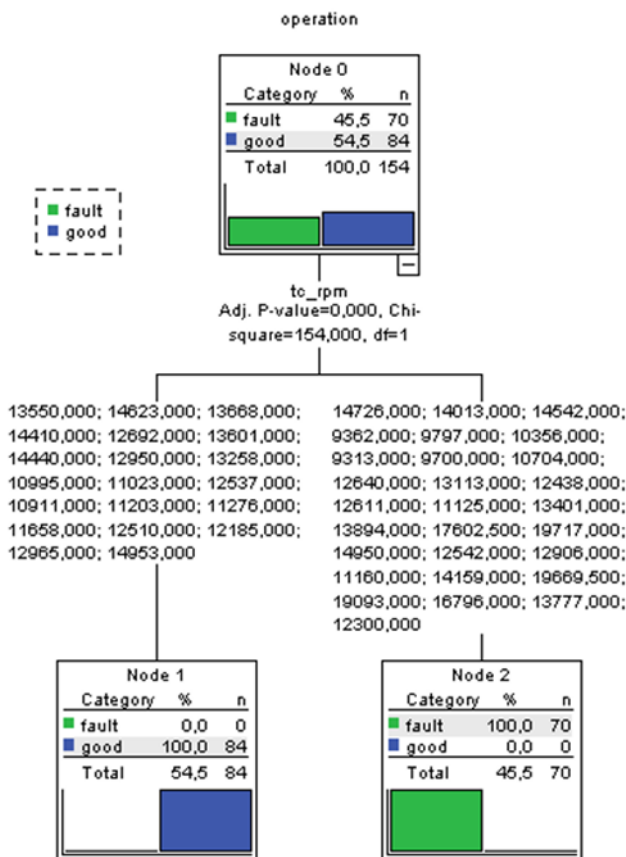 operation
Node 0
Category % n
fault 45,5 70
good 54,5 84
Total 100,0 154
fault
good
tc_rpm
Adj. P-value=0,000, Chi-
square=154,000, df=1
13550,000; 14623,000; 13668,000;
14410,000; 12692,000; 13601,000;
14440,000; 12950,000; 13258,000;
10995,000; 11023,000; 12537,000;
10911,000; 11203,000; 11276,000;
11658,000; 12510,000; 12185,000;
12965,000; 14953,000
14726,000; 14013,000; 14542,000;
9362,000; 9797,000; 10356,000;
9313,000; 9700,000; 10704,000;
12640,000; 13113,000; 12438,000;
12611,000; 11125,000; 13401,000;
13894,000; 17602,500; 19717,000;
14950,000; 12542,000; 12906,000;
11160,000; 14159,000; 19669,500;
19093,000; 16796,000; 13777,000;
12300,000
Node 1
Category % n
fault 0,0 0
good 100,0 84
Total 54,5 84
Node 2
Category % n
fault 100,0 70
good 0,0 0
Total 45,5 70